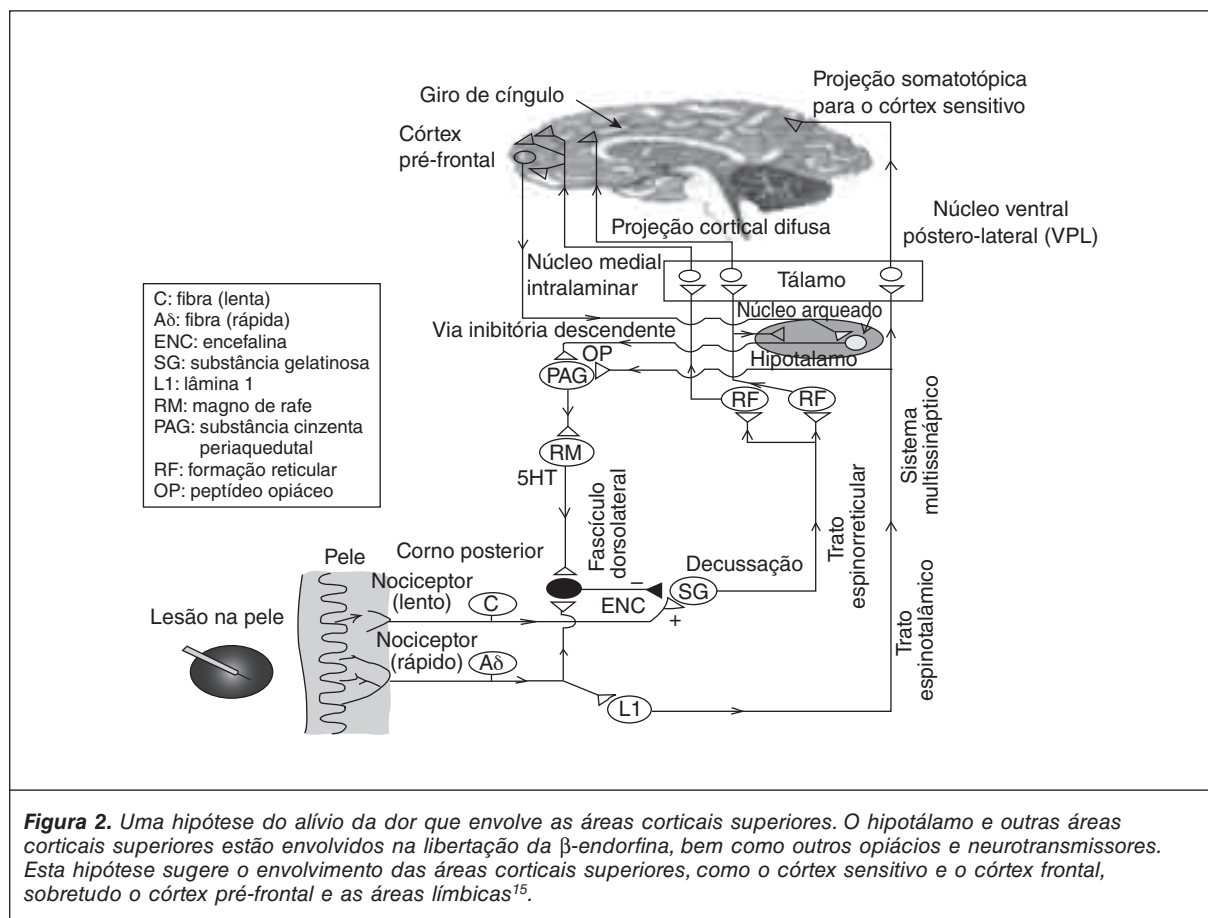 Giro de cíngulo
Projeção somatotópica
para o córtex sensitivo
Córtex
pré-frontal
Projeção cortical difusa
Núcleo ventral
póstero-lateral (VPL)
Núcleo medial
intralaminar
Tálamo
Núcleo arqueado
Via inibitória descendente
Hipotalamo
OP
PAG
RF
RF
RM
5HT
C: fibra (lenta)
Aδ: fibra (rápida)
ENC: encefalina
SG: substância gelatinosa
L1: lâmina 1
RM: magno de rafe
PAG: substância cinzenta
periaquedutal
RF: formação reticular
OP: peptídeo opiáceo
Fascículo
dorsolateral
Trato
espinorreticular
Sistema
multissináptico
Trato
espinotalâmico
Pele
Corno posterior
Decussação
Nociceptor
(lento)
C
–
ENC
SG
+
Lesão na pele
Nociceptor
(rápido)
Aδ
L1
Figura 2. Uma hipótese do alívio da dor que envolve as áreas corticais superiores. O hipotálamo e outras áreas
corticais superiores estão envolvidos na libertação da β-endorfina, bem como outros opiácios e neurotransmissores.
Esta hipótese sugere o envolvimento das áreas corticais superiores, como o córtex sensitivo e o córtex frontal,
sobretudo o córtex pré-frontal e as áreas límbicas15.